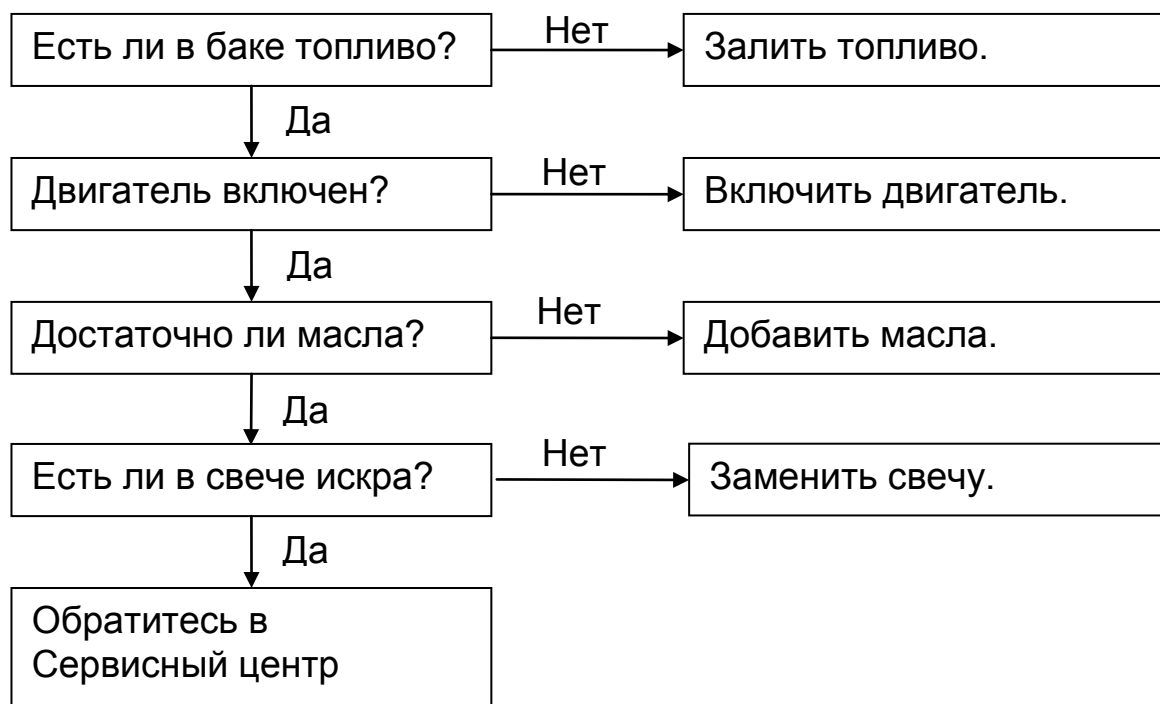 Есть ли в баке топливо?
Нет
Залить топливо.
Да
Двигатель включен?
Нет
Включить двигатель.
Да
Достаточно ли масла?
Нет
Добавить масла.
Да
Есть ли в свече искра?
Нет
Заменить свечу.
Да
Обратитесь в
Сервисный центр